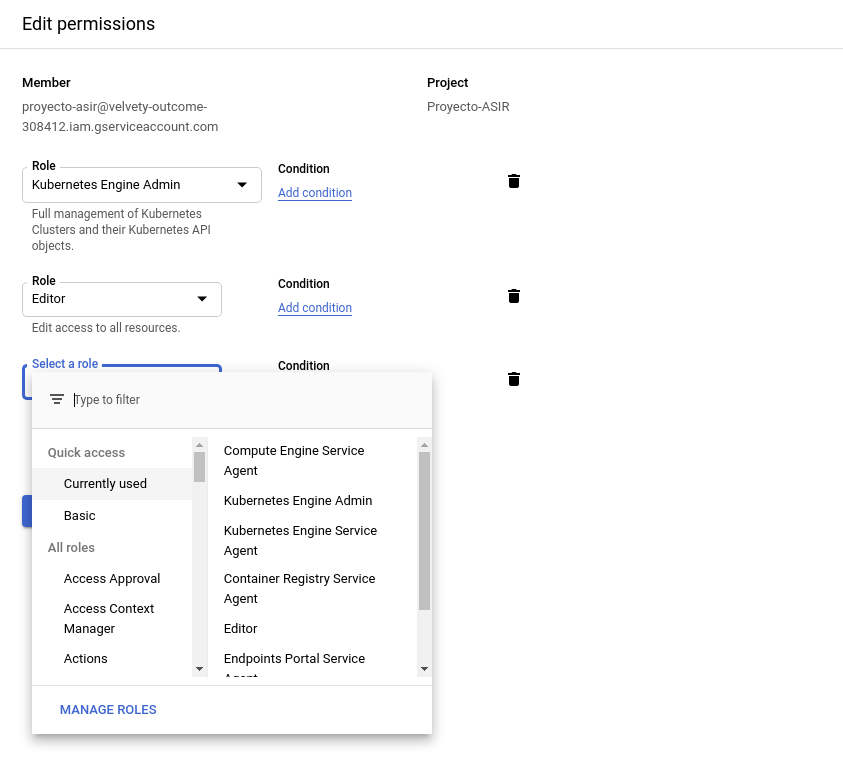 Edit permissions
Member
Project
proyecto-asir@velvety-outcome-
308412.iam.gserviceaccount.com
Proyecto-ASIR
Role
Kubernetes Engine Admin
Condition
Add condition
Full management of Kubernetes
Clusters and their Kubernetes API
objects.
Role
Editor
Condition
Add condition
Edit access to all resources.
Select a role
Condition
Type to filter
Quick access
Currently used
Basic
All roles
Access Approval
Access Context
Manager
Actions
Compute Engine Service
Agent
Kubernetes Engine Admin
Kubernetes Engine Service
Agent
Container Registry Service
Agent
Editor
Endpoints Portal Service
Agent
MANAGE ROLES